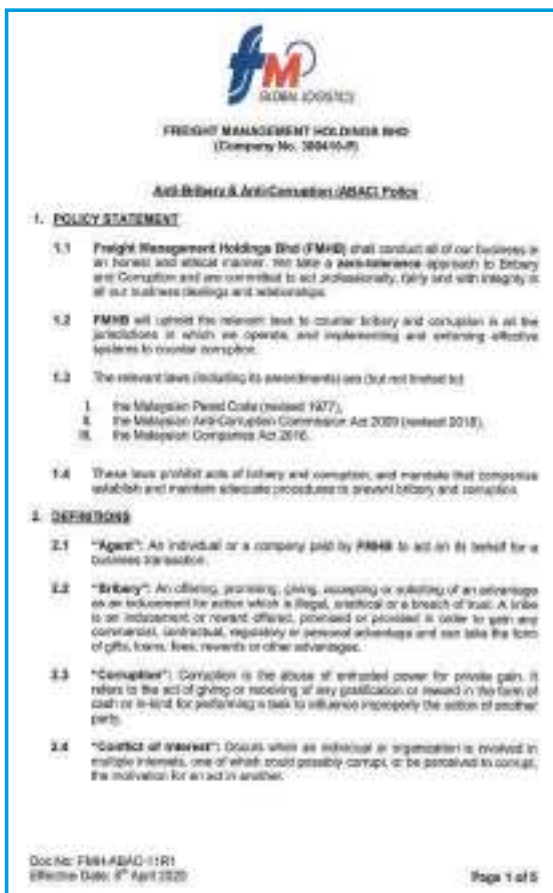 fm
GLOBAL LOGISTICS
FREIGHT MANAGEMENT HOLDINGS BHD
(Company No. 380410-P)
Anti-Bribery & Anti-Corruption (ABAC) Policy
1. POLICY STATEMENT
1.1 Freight Management Holdings Bhd (FMHB) shall conduct all of our business in
an honest and ethical manner. We take a zero-tolerance approach to Bribery
and Corruption and are committed to act professionally, fairly and with integrity in
all our business dealings and relationships.
1.2 FMHB will uphold the relevant laws to counter bribery and corruption in all the
jurisdictions in which we operate, and implementing and enforcing effective
systems to counter corruption.
1.3 The relevant laws (including its amendments) are (but not limited to):
I. the Malaysian Penal Code (revised 1977),
II. the Malaysian Anti-Corruption Commission Act 2009 (revised 2018),
III. the Malaysian Companies Act 2016.
1.4 These laws prohibit acts of bribery and corruption, and mandate that companies
establish and maintain adequate procedures to prevent bribery and corruption.
2. DEFINITIONS
2.1 "Agent": An individual or a company paid by FMHB to act on its behalf for a
business transaction.
2.2 "Bribery": An offering, promising, giving, accepting or soliciting of an advantage
as an inducement for action which is illegal, unethical or a breach of trust. A bribe
is an inducement or reward offered, promised or provided in order to gain any
commercial, contractual, regulatory or personal advantage and can take the form
of gifts, loans, fees, rewards or other advantages.
2.3 "Corruption": Corruption is the abuse of entrusted power for private gain. It
refers to the act of giving or receiving of any gratification or reward in the form of
cash or in-kind for performing a task to influence improperly the action of another
party.
2.4 "Conflict of Interest": Occurs when an individual or organization is involved in
multiple interests, one of which could possibly corrupt, or be perceived to corrupt,
the motivation for an act in another.
Doc No: FMH-ABAC-11R1
Effective Date: 8th April 2020
Page 1 of 5